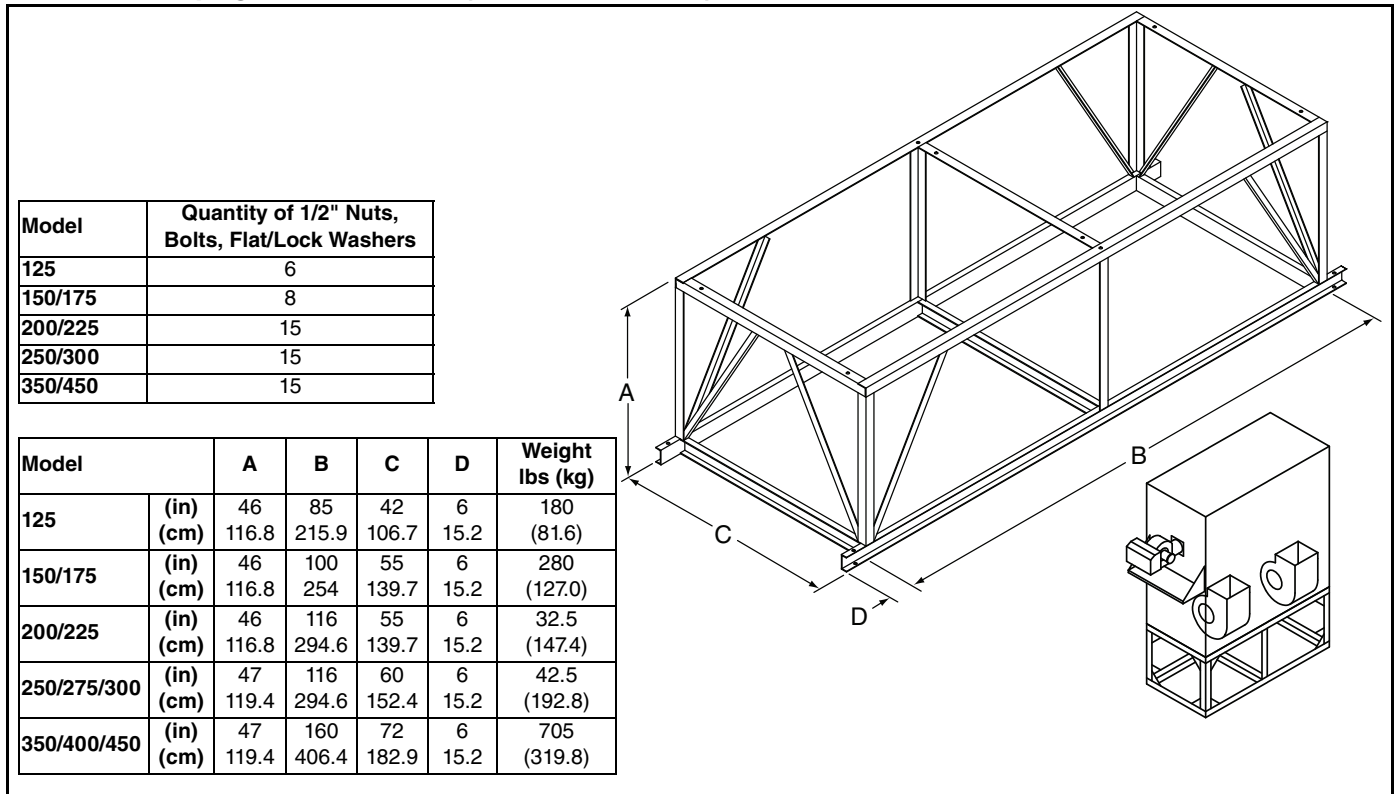 Model Quantity of 1/2" Nuts,
Bolts, Flat/Lock Washers
125 6
150/175 8
200/225 15
250/300 15
350/450 15
Model A B C D Weight
lbs (kg)
125 (in) 46 85 42 6 180
(cm) 116.8 215.9 106.7 15.2 (81.6)
150/175 (in) 46 100 55 6 280
(cm) 116.8 254 139.7 15.2 (127.0)
200/225 (in) 46 116 55 6 32.5
(cm) 116.8 294.6 139.7 15.2 (147.4)
250/275/300 (in) 47 116 60 6 42.5
(cm) 119.4 294.6 152.4 15.2 (192.8)
350/400/450 (in) 47 160 72 6 705
(cm) 119.4 406.4 182.9 15.2 (319.8)
A
B
C
D